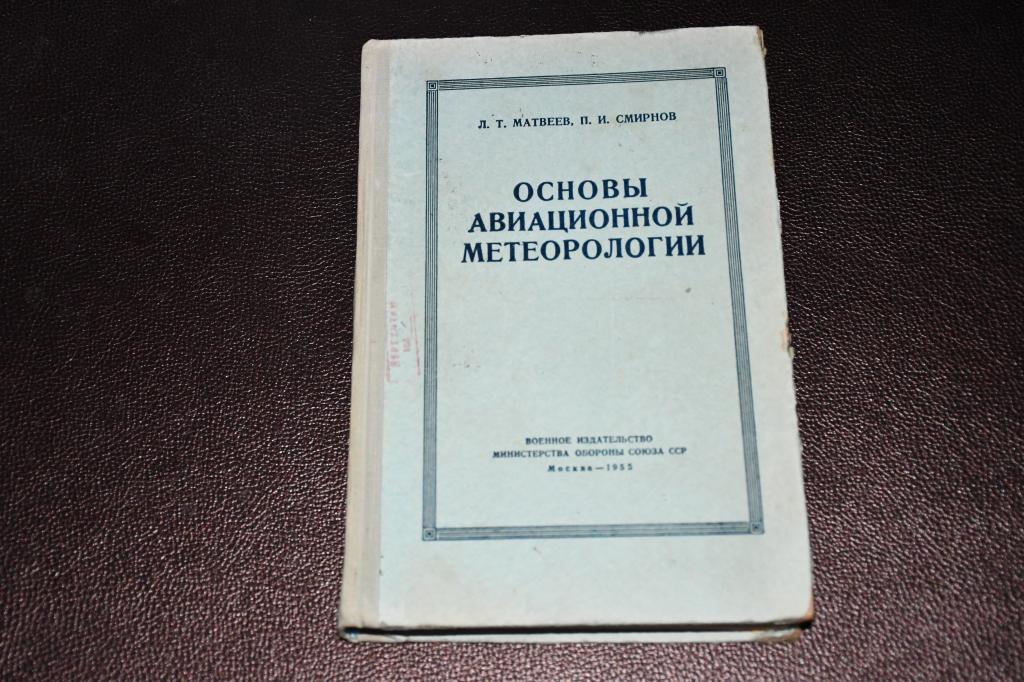 Л. Т. МАТВЕЕВ, П. И. СМИРНОВ
ОСНОВЫ
АВИАЦИОННОЙ
МЕТЕОРОЛОГИИ
ВОЕННОЕ ИЗДАТЕЛЬСТВО
МИНИСТЕРСТВА ОБОРОНЫ СОЮЗА ССР
Москва—1955